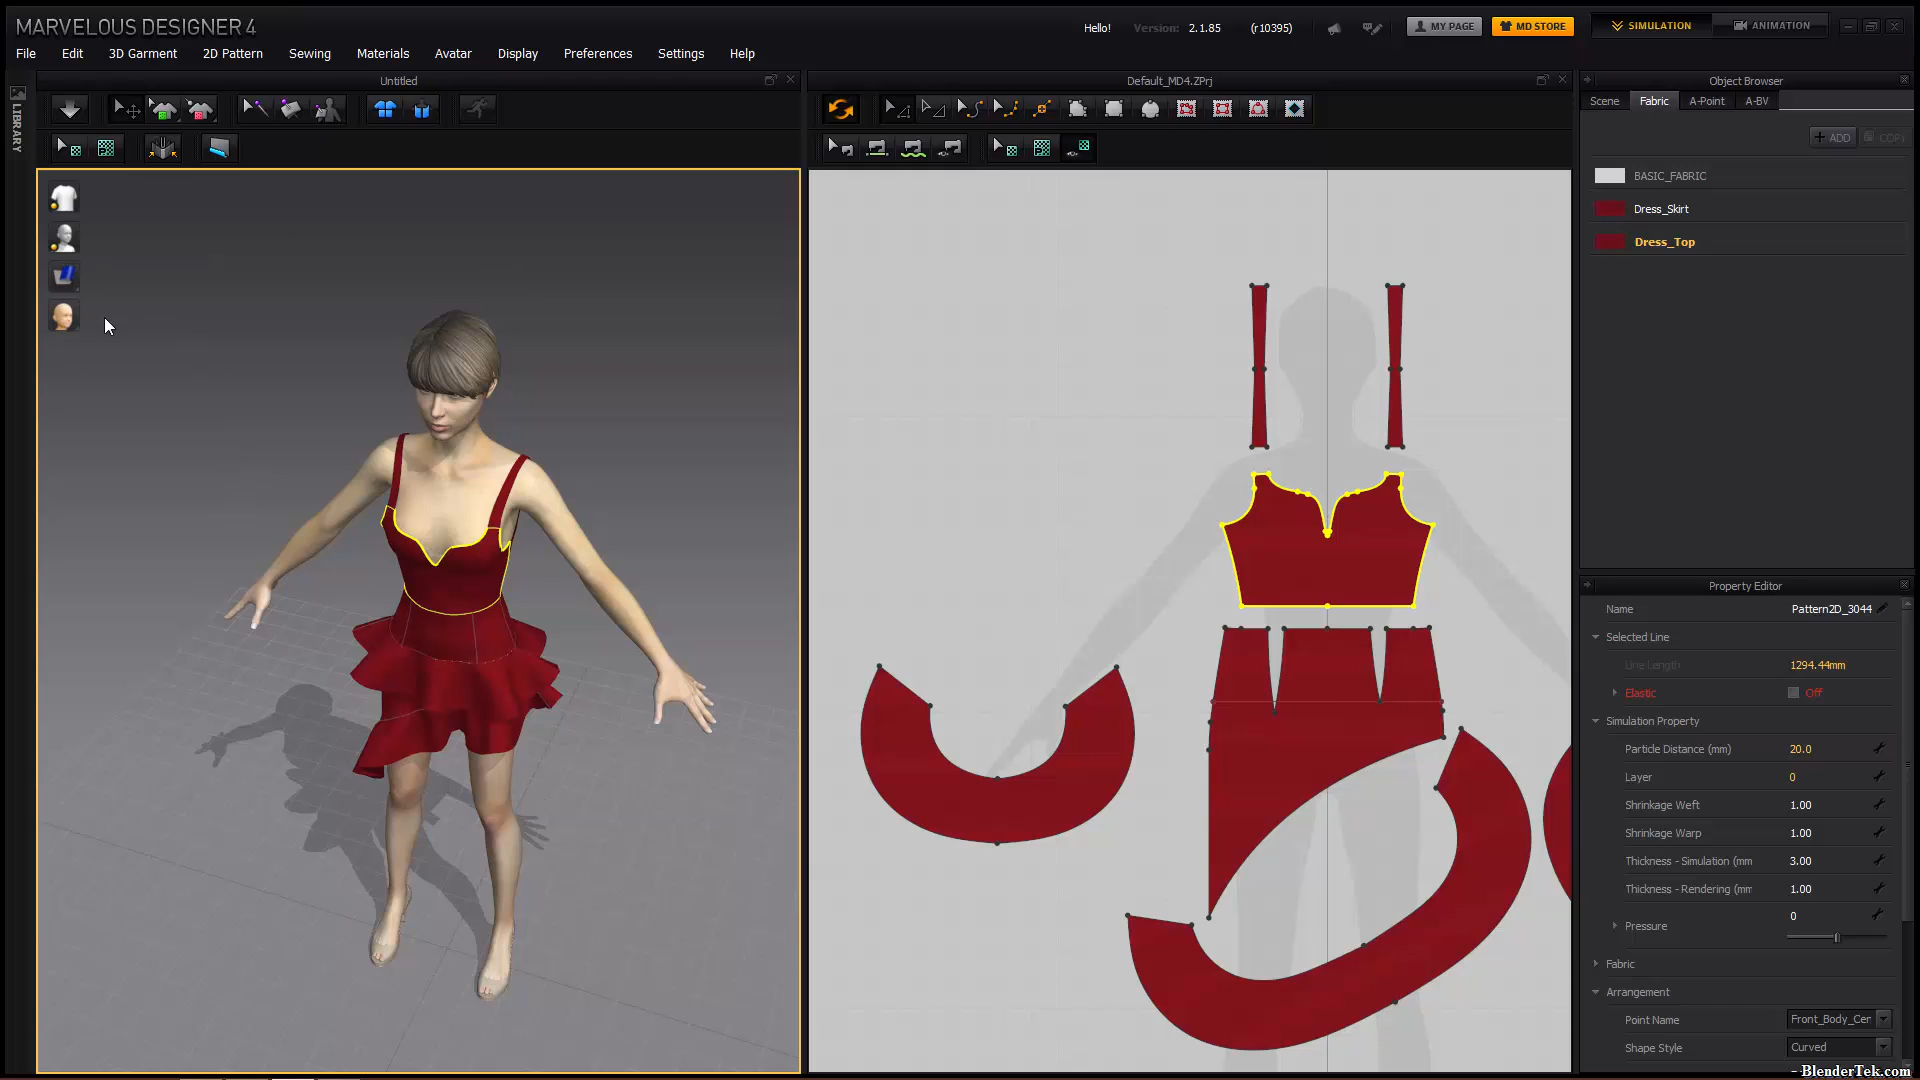 MARVELOUS DESIGNER 4
Hello! Version: 2.1.85 (r10395) MY PAGE MD STORE SIMULATION ANIMATION
File Edit 3D Garment 2D Pattern Sewing Materials Avatar Display Preferences Settings Help
LIBRARY
Untitled
Default_MD4.ZPrj
Object Browser
Scene Fabric A-Point A-BV
+ ADD COPY
BASIC_FABRIC
Dress_Skirt
Dress_Top
Property Editor
Name Pattern2D_3044
Selected Line
Line Length 1294.44mm
Elastic Off
Simulation Property
Particle Distance (mm) 20.0
Layer 0
Shrinkage Weft 1.00
Shrinkage Warp 1.00
Thickness - Simulation (mm 3.00
Thickness - Rendering (mm 1.00
Pressure 0
Fabric
Arrangement
Point Name Front_Body_Cen
Shape Style Curved
BlenderTek.com